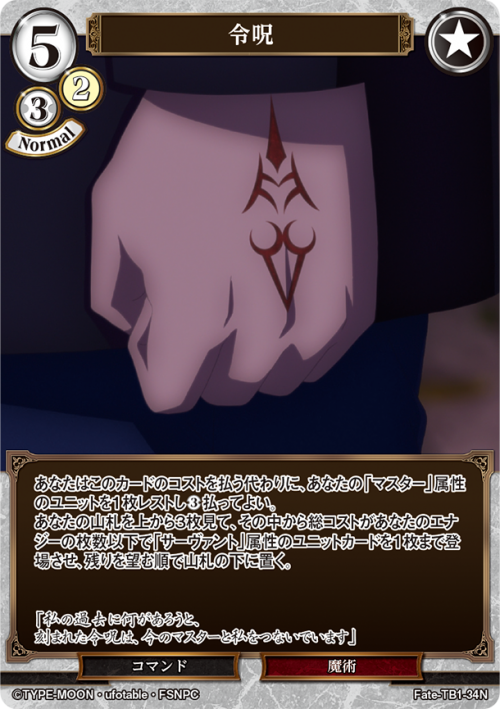 5
令呪
3
2
Normal
あなたはこのカードのコストを払う代わりに、あなたの「マスター」属性
のユニットを1枚レストし③払ってよい。
あなたの山札を上から3枚見て、その中から総コストがあなたのエナ
ジーの枚数以下で「サーヴァント」属性のユニットカードを1枚まで登
場させ、残りを望む順で山札の下に置く。
「私の過去に何があろうと、
刻まれた令呪は、今のマスターと私をつないでいます」
コマンド
魔術
©TYPE-MOON・ufotable・FSNPC
Fate-TB1-34N